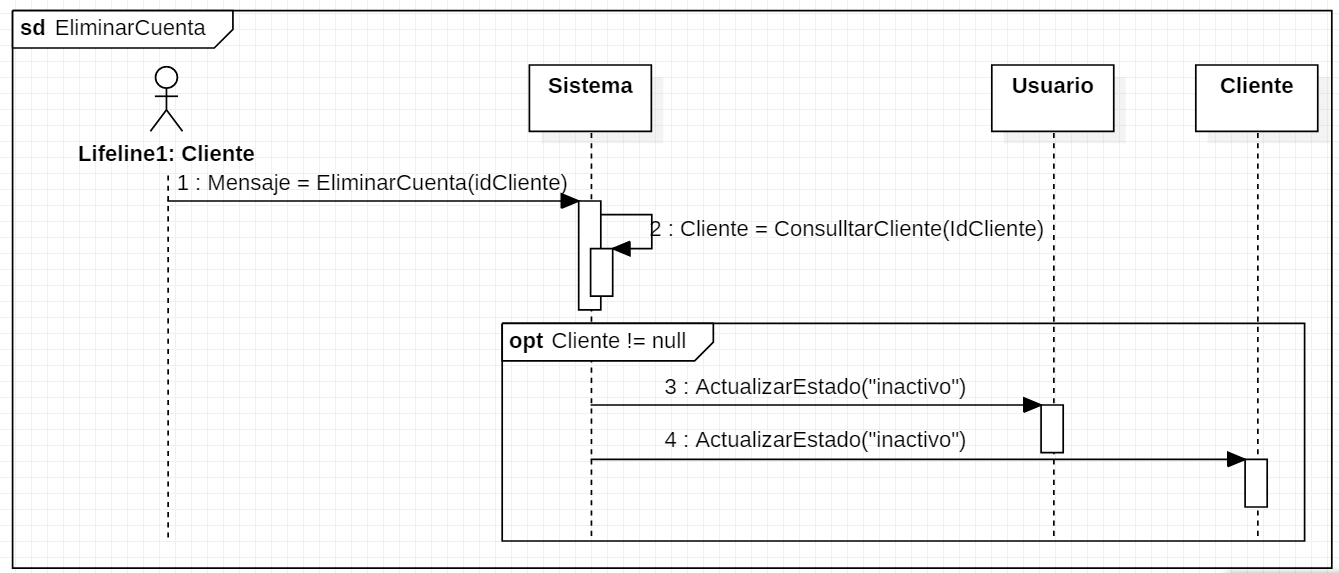 sd EliminarCuenta
Sistema
Usuario
Cliente
Lifeline1: Cliente
1 : Mensaje = EliminarCuenta(idCliente)
2 : Cliente = ConsulltarCliente(IdCliente)
opt Cliente != null
3 : ActualizarEstado("inactivo")
4 : ActualizarEstado("inactivo")